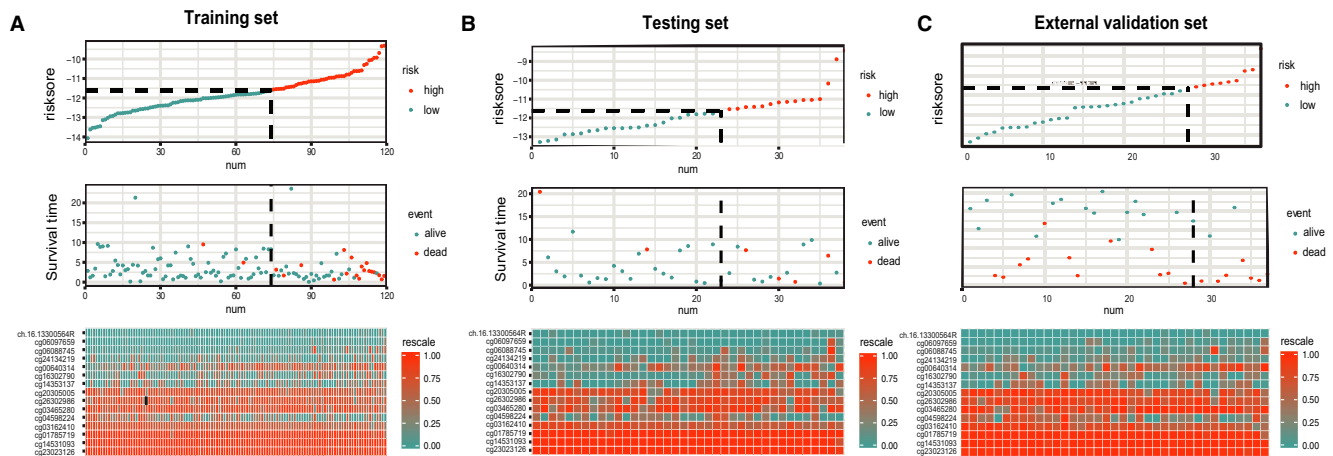 A
Training set
risksore
-10
-11
-12
-13
-14
0
30
60
90
120
num
risk
high
low
Survival time
20
15
10
5
0
0
30
60
90
120
num
event
alive
dead
ch.16.13300564R
cg06097659
cg06088745
cg24134219
cg00640314
cg16302790
cg14353137
cg20305005
cg26302986
cg03465280
cg04598224
cg03162410
cg01785719
cg14531093
cg23023126
rescale
1.00
0.75
0.50
0.25
0.00
B
Testing set
risksore
-9
-10
-11
-12
-13
0
10
20
30
num
risk
high
low
Survival time
20
15
10
5
0
0
10
20
30
num
event
alive
dead
ch.16.13300564R
cg06097659
cg06088745
cg24134219
cg00640314
cg16302790
cg14353137
cg20305005
cg26302986
cg03465280
cg04598224
cg03162410
cg01785719
cg14531093
cg23023126
rescale
1.00
0.75
0.50
0.25
0.00
C
External validation set
risksore
0
10
20
30
num
risk
high
low
Survival time
0
10
20
30
num
event
alive
dead
ch.16.13300564R
cg06097659
cg06088745
cg24134219
cg00640314
cg16302790
cg14353137
cg20305005
cg26302986
cg03465280
cg04598224
cg03162410
cg01785719
cg14531093
cg23023126
rescale
1.00
0.75
0.50
0.25
0.00